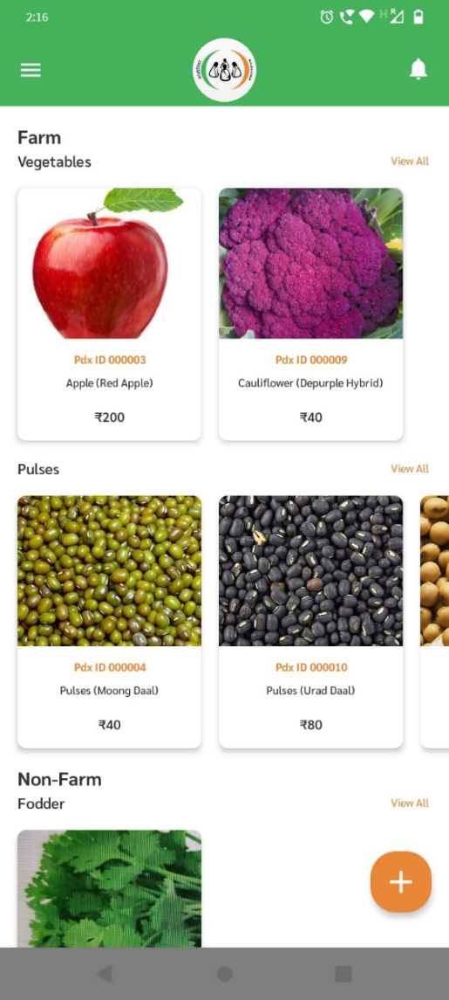 2:16
H
R
Farm
Vegetables
View All
Pdx ID 000003
Apple (Red Apple)
₹200
Pdx ID 000009
Cauliflower (Depurple Hybrid)
₹40
Pulses
View All
Pdx ID 000004
Pulses (Moong Daal)
₹40
Pdx ID 000010
Pulses (Urad Daal)
₹80
Non-Farm
Fodder
View All